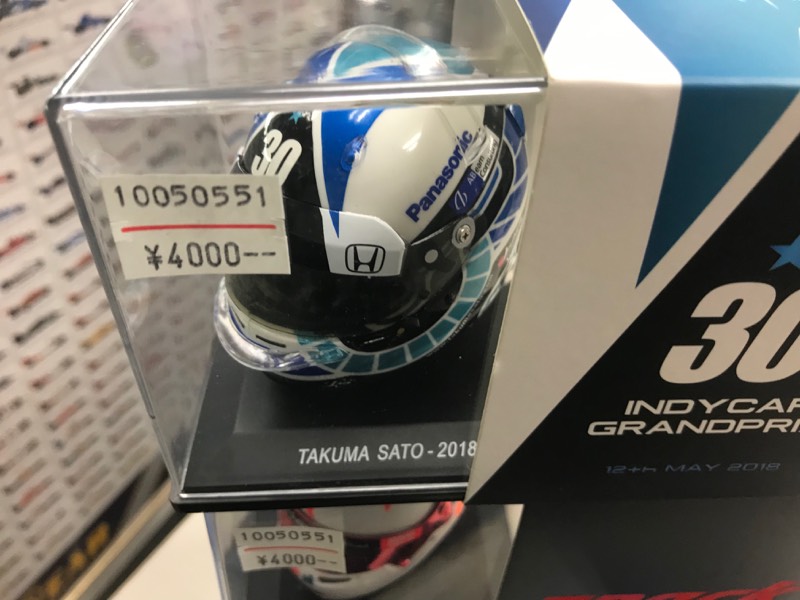 10050551
¥4000--
30
Panasonic
TAKUMA SATO - 2018
30
INDYCAR
GRANDPRI
12th MAY 2018
10050551
¥4000--